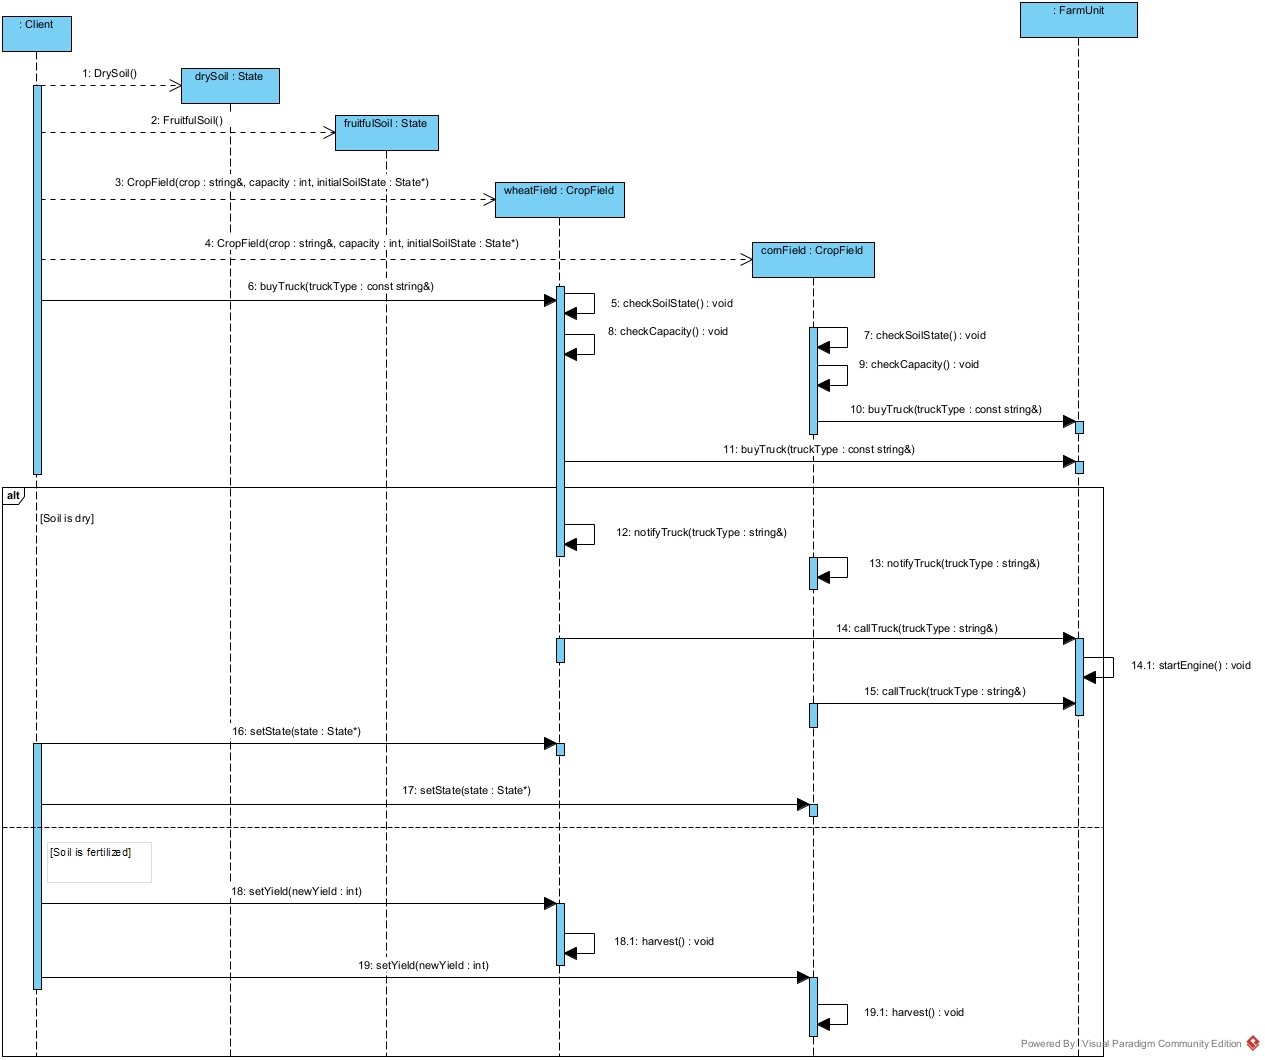 : Client
: FarmUnit
1: DrySoil()
drySoil : State
2: FruitfulSoil()
fruitfulSoil : State
3: CropField(crop : string&, capacity : int, initialSoilState : State*)
wheatField : CropField
4: CropField(crop : string&, capacity : int, initialSoilState : State*)
cornField : CropField
6: buyTruck(truckType : const string&)
5: checkSoilState() : void
8: checkCapacity() : void
7: checkSoilState() : void
9: checkCapacity() : void
10: buyTruck(truckType : const string&)
11: buyTruck(truckType : const string&)
alt
[Soil is dry]
12: notifyTruck(truckType : string&)
13: notifyTruck(truckType : string&)
14: callTruck(truckType : string&)
14.1: startEngine() : void
15: callTruck(truckType : string&)
16: setState(state : State*)
17: setState(state : State*)
[Soil is fertilized]
18: setYield(newYield : int)
18.1: harvest() : void
19: setYield(newYield : int)
19.1: harvest() : void
Powered By Visual Paradigm Community Edition